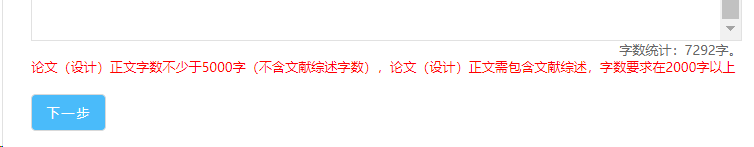 字数统计：7292字。
论文（设计）正文字数不少于5000字（不含文献综述字数），论文（设计）正文需包含文献综述，字数要求在2000字以上
下一步